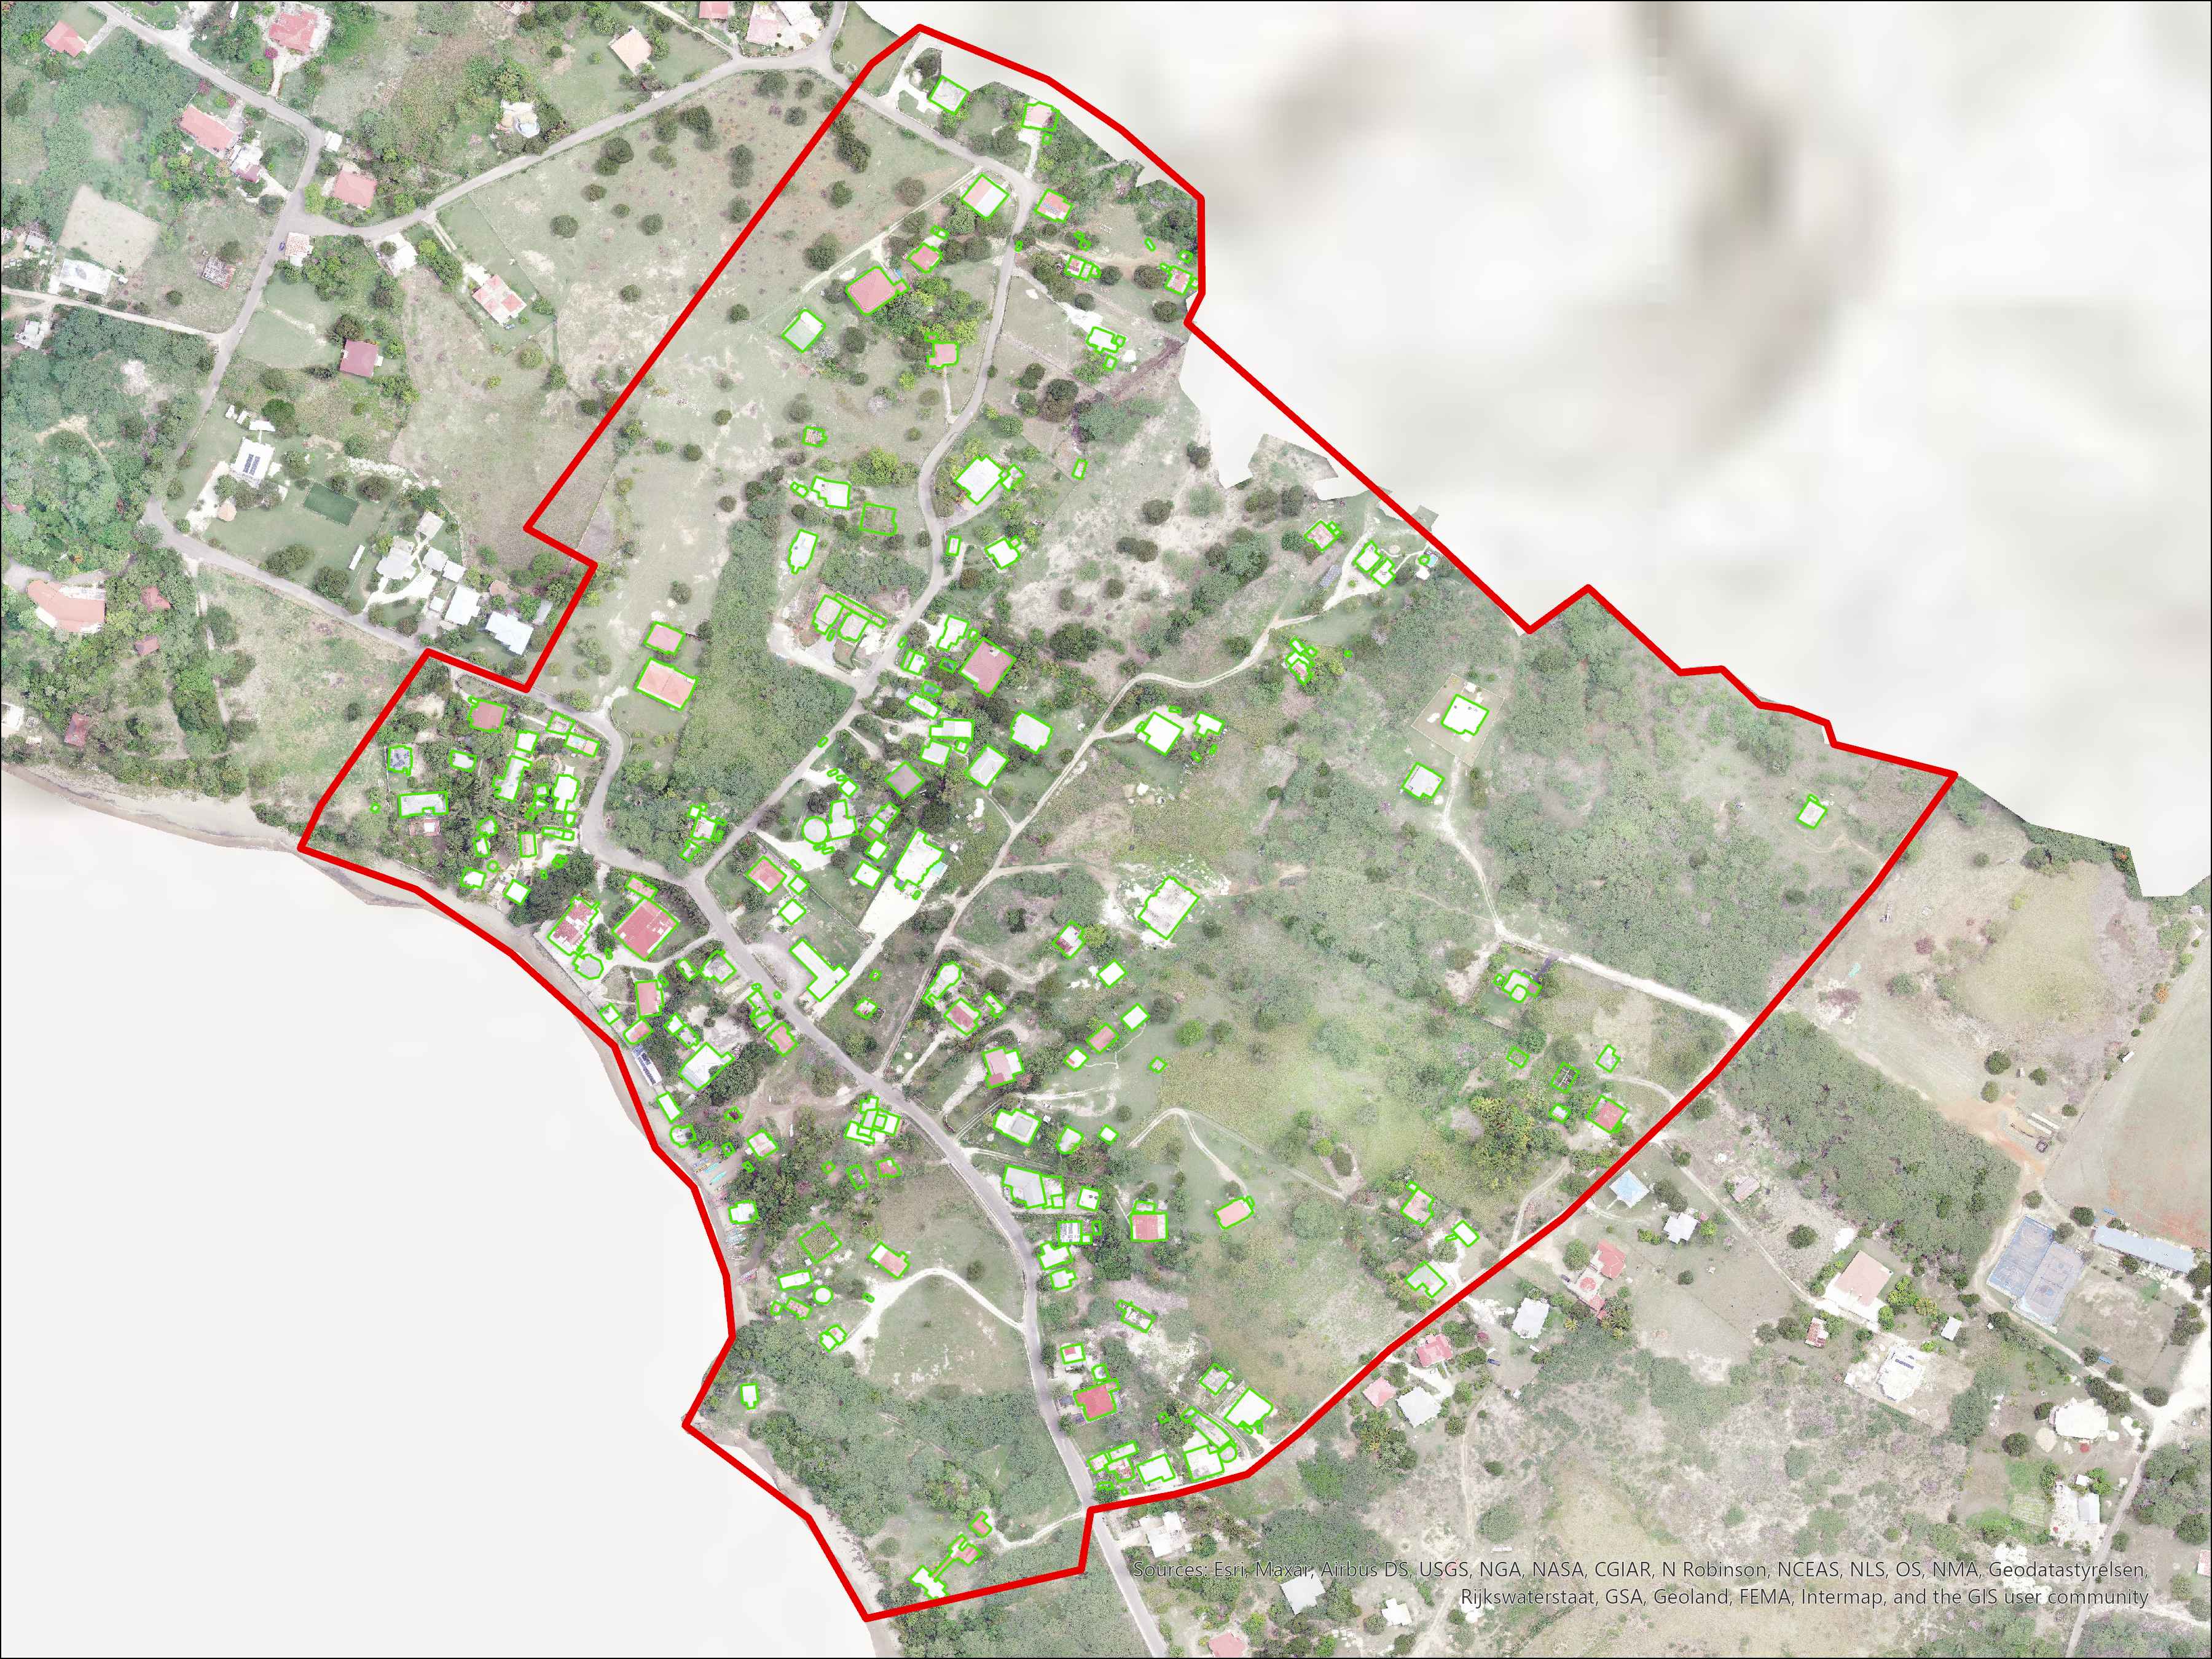 Sources: Esri, Maxar, Airbus DS, USGS, NGA, NASA, CGIAR, N Robinson, NCEAS, NLS, OS, NMA, Geodatastyrelsen,
Rijkswaterstaat, GSA, Geoland, FEMA, Intermap, and the GIS user community